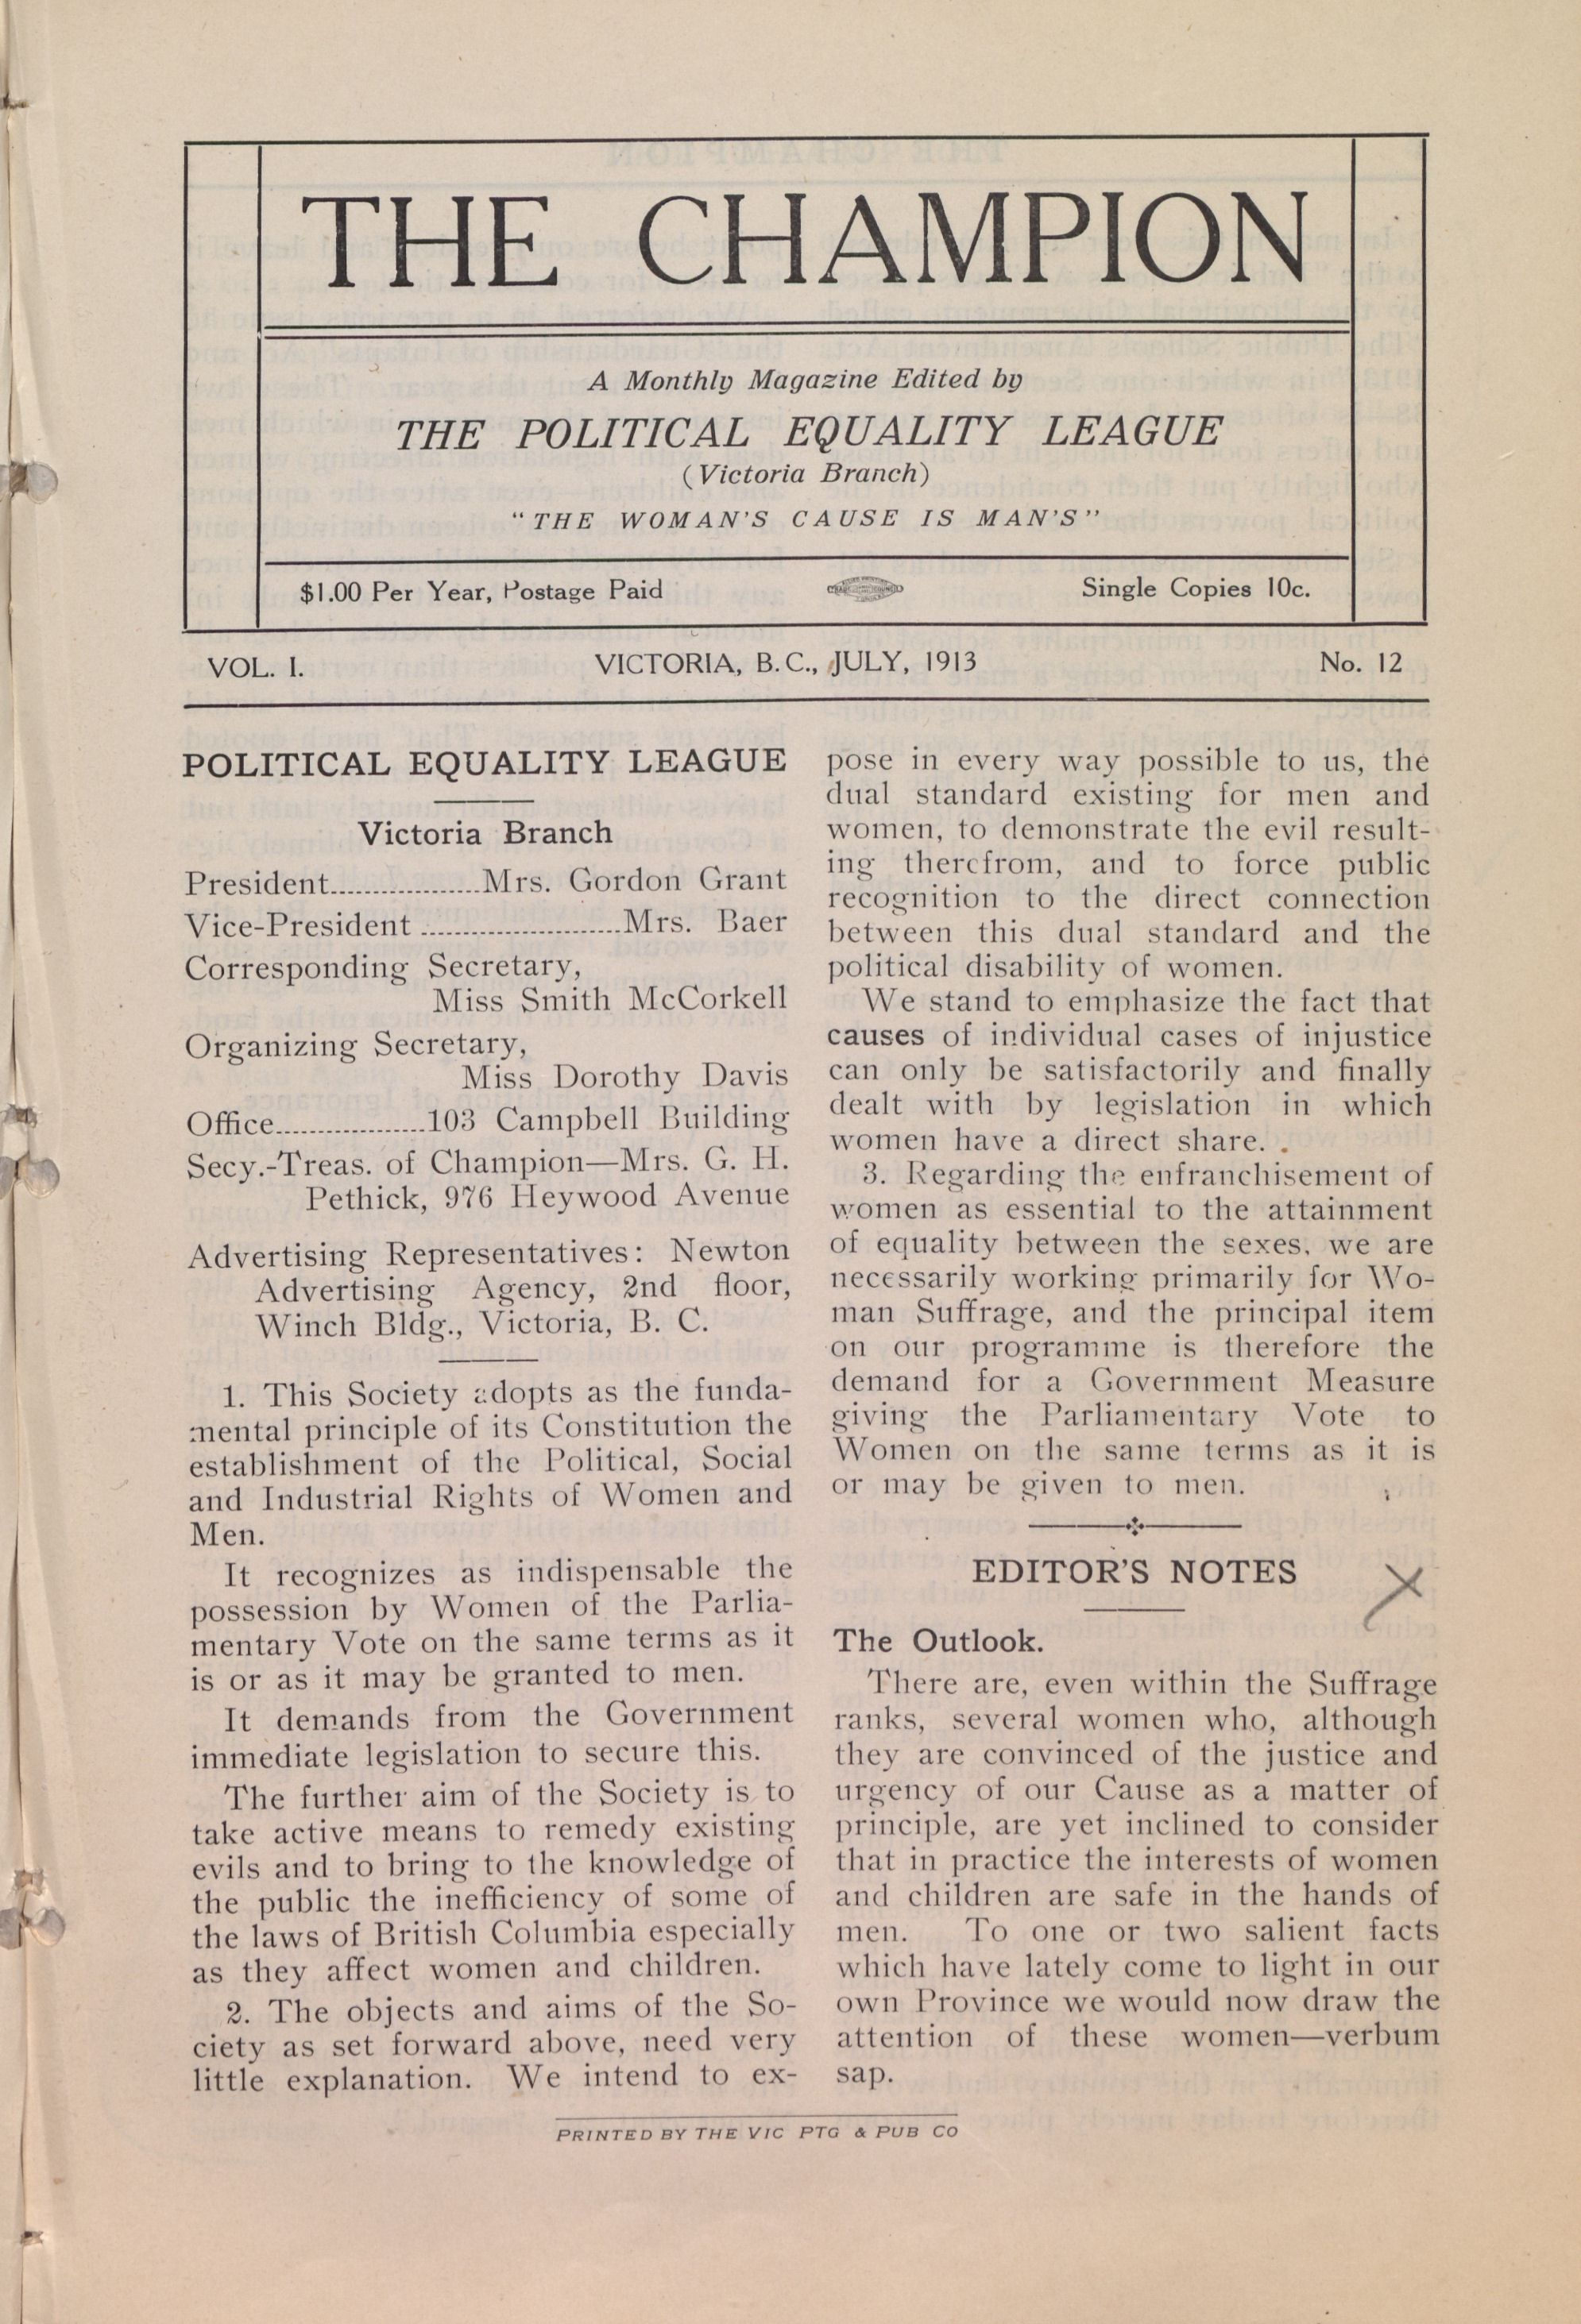 THE CHAMPION
A Monthly Magazine Edited by
THE POLITICAL EQUALITY LEAGUE
(Victoria Branch)
"THE WOMAN'S CAUSE IS MAN'S"
$1.00 Per Year, Postage Paid Single Copies 10c.
VOL. I. VICTORIA, B.C., JULY, 1913 No. 12
POLITICAL EQUALITY LEAGUE
Victoria Branch
President..................Mrs. Gordon Grant
Vice-President ........................Mrs. Baer
Corresponding Secretary,
Miss Smith McCorkell
Organizing Secretary,
Miss Dorothy Davis
Office..................103 Campbell Building
Secy.-Treas. of Champion—Mrs. G. H.
Pethick, 976 Heywood Avenue
Advertising Representatives: Newton
Advertising Agency, 2nd floor,
Winch Bldg., Victoria, B. C.
1. This Society adopts as the funda-
mental principle of its Constitution the
establishment of the Political, Social
and Industrial Rights of Women and
Men.
It recognizes as indispensable the
possession by Women of the Parlia-
mentary Vote on the same terms as it
is or as it may be granted to men.
It demands from the Government
immediate legislation to secure this.
The further aim of the Society is to
take active means to remedy existing
evils and to bring to the knowledge of
the public the inefficiency of some of
the laws of British Columbia especially
as they affect women and children.
2. The objects and aims of the So-
ciety as set forward above, need very
little explanation. We intend to ex-
pose in every way possible to us, the
dual standard existing for men and
women, to demonstrate the evil result-
ing therefrom, and to force public
recognition to the direct connection
between this dual standard and the
political disability of women.
We stand to emphasize the fact that
causes of individual cases of injustice
can only be satisfactorily and finally
dealt with by legislation in which
women have a direct share.
3. Regarding the enfranchisement of
women as essential to the attainment
of equality between the sexes, we are
necessarily working primarily for Wo-
man Suffrage, and the principal item
on our programme is therefore the
demand for a Government Measure
giving the Parliamentary Vote to
Women on the same terms as it is
or may be given to men.
EDITOR'S NOTES
The Outlook.
There are, even within the Suffrage
ranks, several women who, although
they are convinced of the justice and
urgency of our Cause as a matter of
principle, are yet inclined to consider
that in practice the interests of women
and children are safe in the hands of
men. To one or two salient facts
which have lately come to light in our
own Province we would now draw the
attention of these women—verbum
sap.
PRINTED BY THE VIC PTG & PUB CO